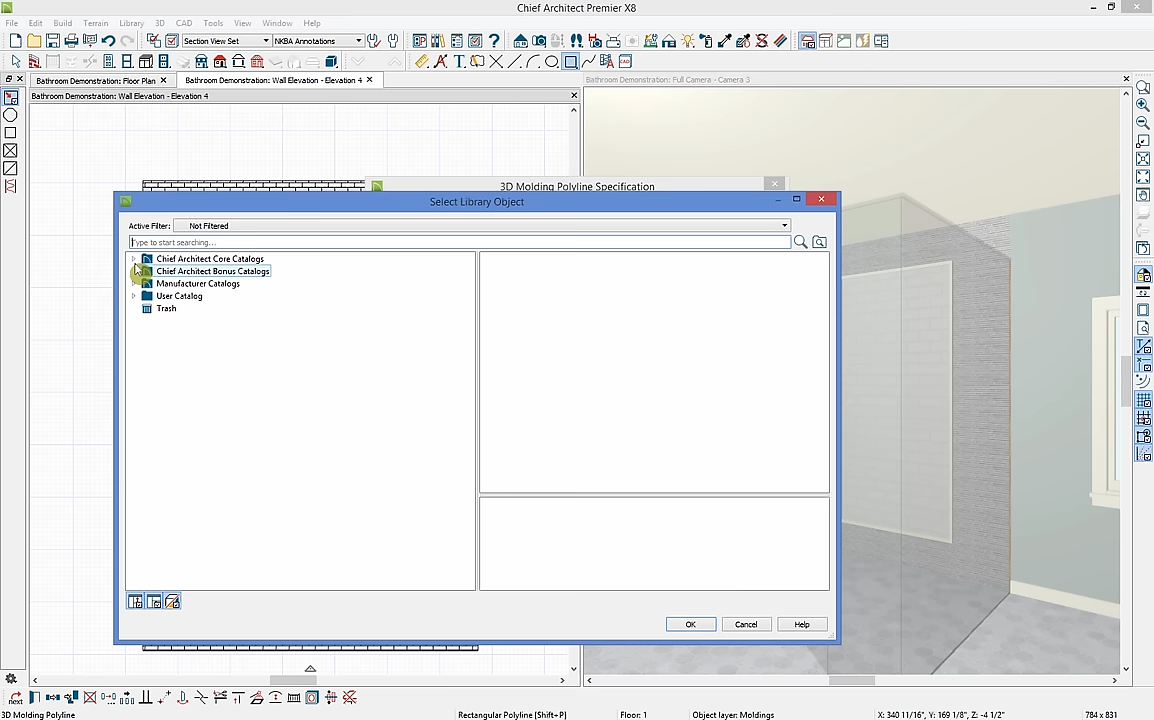 Chief Architect Premier X8
File Edit Build Terrain Library 3D CAD Tools View Window Help
Section View Set NKBA Annotations
Bathroom Demonstration: Floor Plan Bathroom Demonstration: Wall Elevation - Elevation 4 Bathroom Demonstration: Full Camera - Camera 3
Bathroom Demonstration: Wall Elevation - Elevation 4
3D Molding Polyline Specification
Select Library Object
Active Filter: Not Filtered
Type to start searching...
Chief Architect Core Catalogs
Chief Architect Bonus Catalogs
Manufacturer Catalogs
User Catalog
Trash
OK Cancel Help
next
3D Molding Polyline Rectangular Polyline [Shift+P] Floor: 1 Object layer: Moldings X: 340 11/16", Y: 169 1/8", Z: -4 1/2" 784 x 831